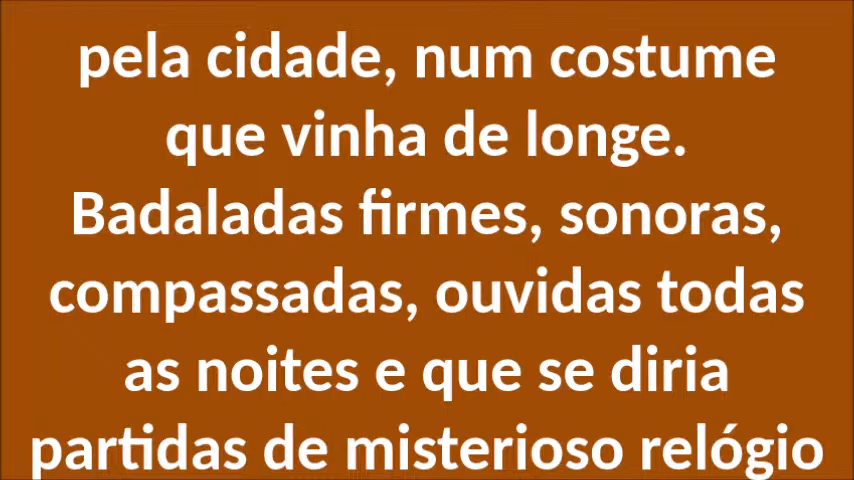 pela cidade, num costume
que vinha de longe.
Badaladas firmes, sonoras,
compassadas, ouvidas todas
as noites e que se diria
partidas de misterioso relógio